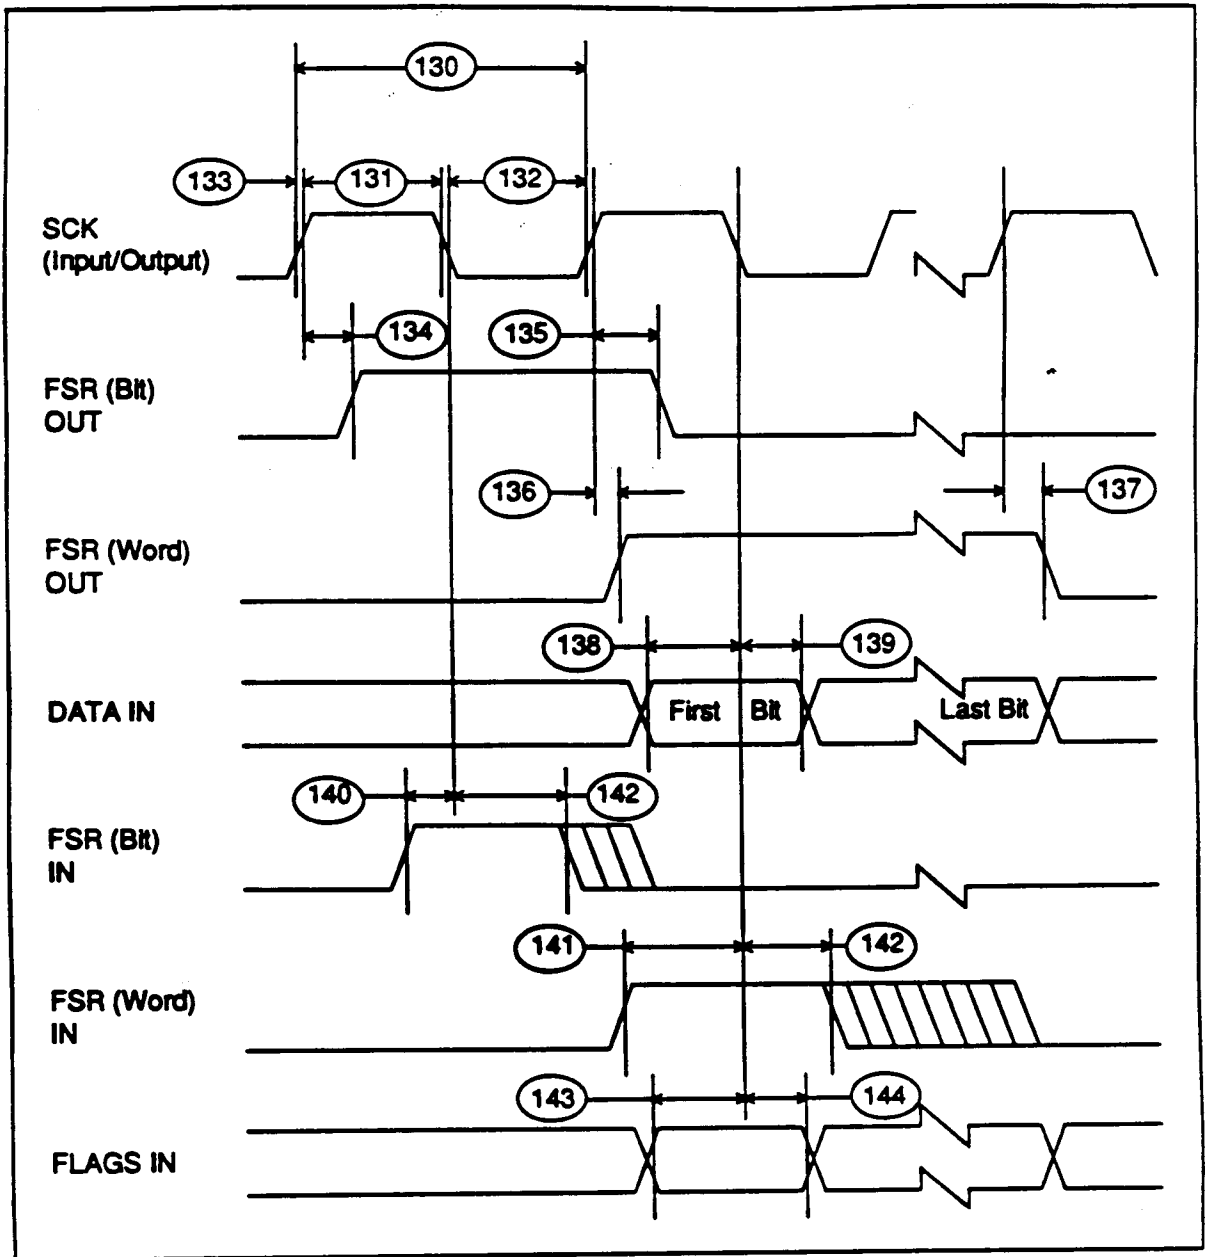 130
133 131 132
SCK
(Input/Output)
134 135
FSR (Bit)
OUT
136 137
FSR (Word)
OUT
138 139
DATA IN First Bit Last Bit
140 142
FSR (Bit)
IN
141 142
FSR (Word)
IN
143 144
FLAGS IN